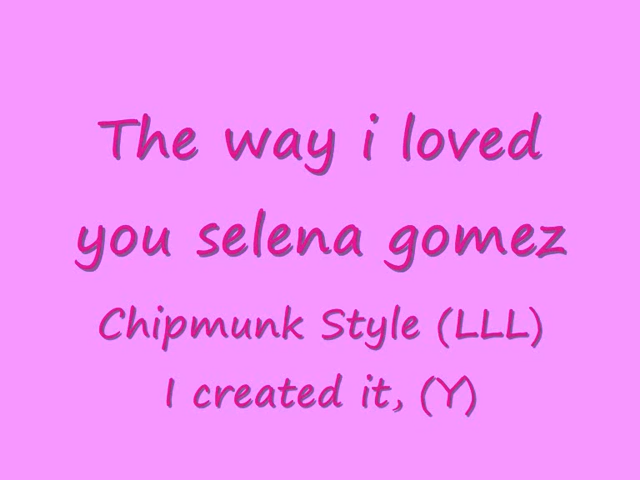 The way i loved
you selena gomez
Chipmunk Style (LLL)
I created it, (Y)